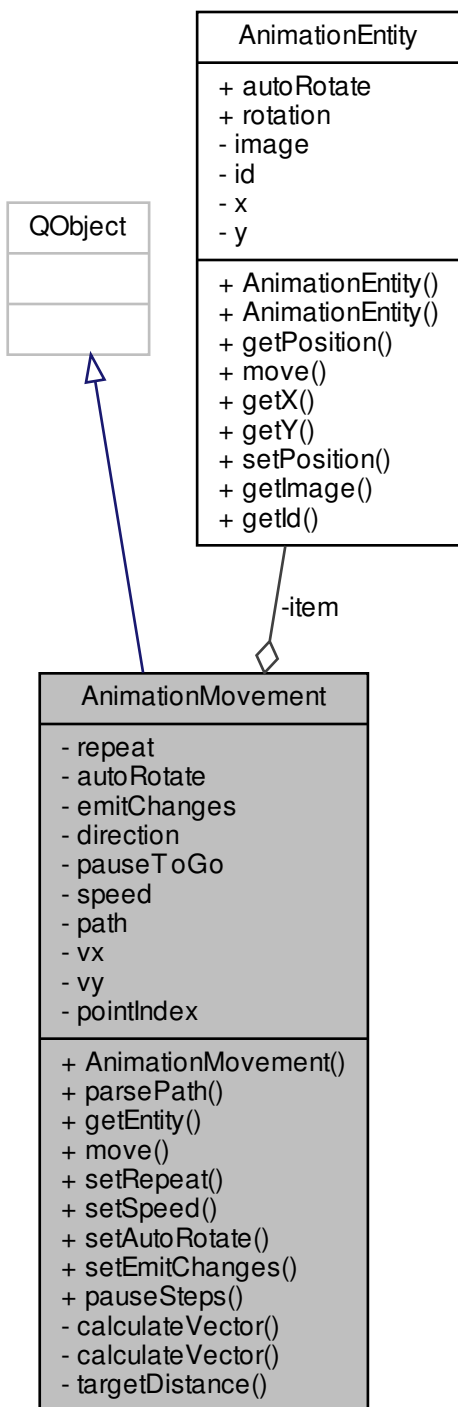 AnimationEntity
+ autoRotate
+ rotation
- image
- id
- x
- y
+ AnimationEntity()
+ AnimationEntity()
+ getPosition()
+ move()
+ getX()
+ getY()
+ setPosition()
+ getImage()
+ getId()
QObject
-item
AnimationMovement
- repeat
- autoRotate
- emitChanges
- direction
- pauseToGo
- speed
- path
- vx
- vy
- pointIndex
+ AnimationMovement()
+ parsePath()
+ getEntity()
+ move()
+ setRepeat()
+ setSpeed()
+ setAutoRotate()
+ setEmitChanges()
+ pauseSteps()
- calculateVector()
- calculateVector()
- targetDistance()